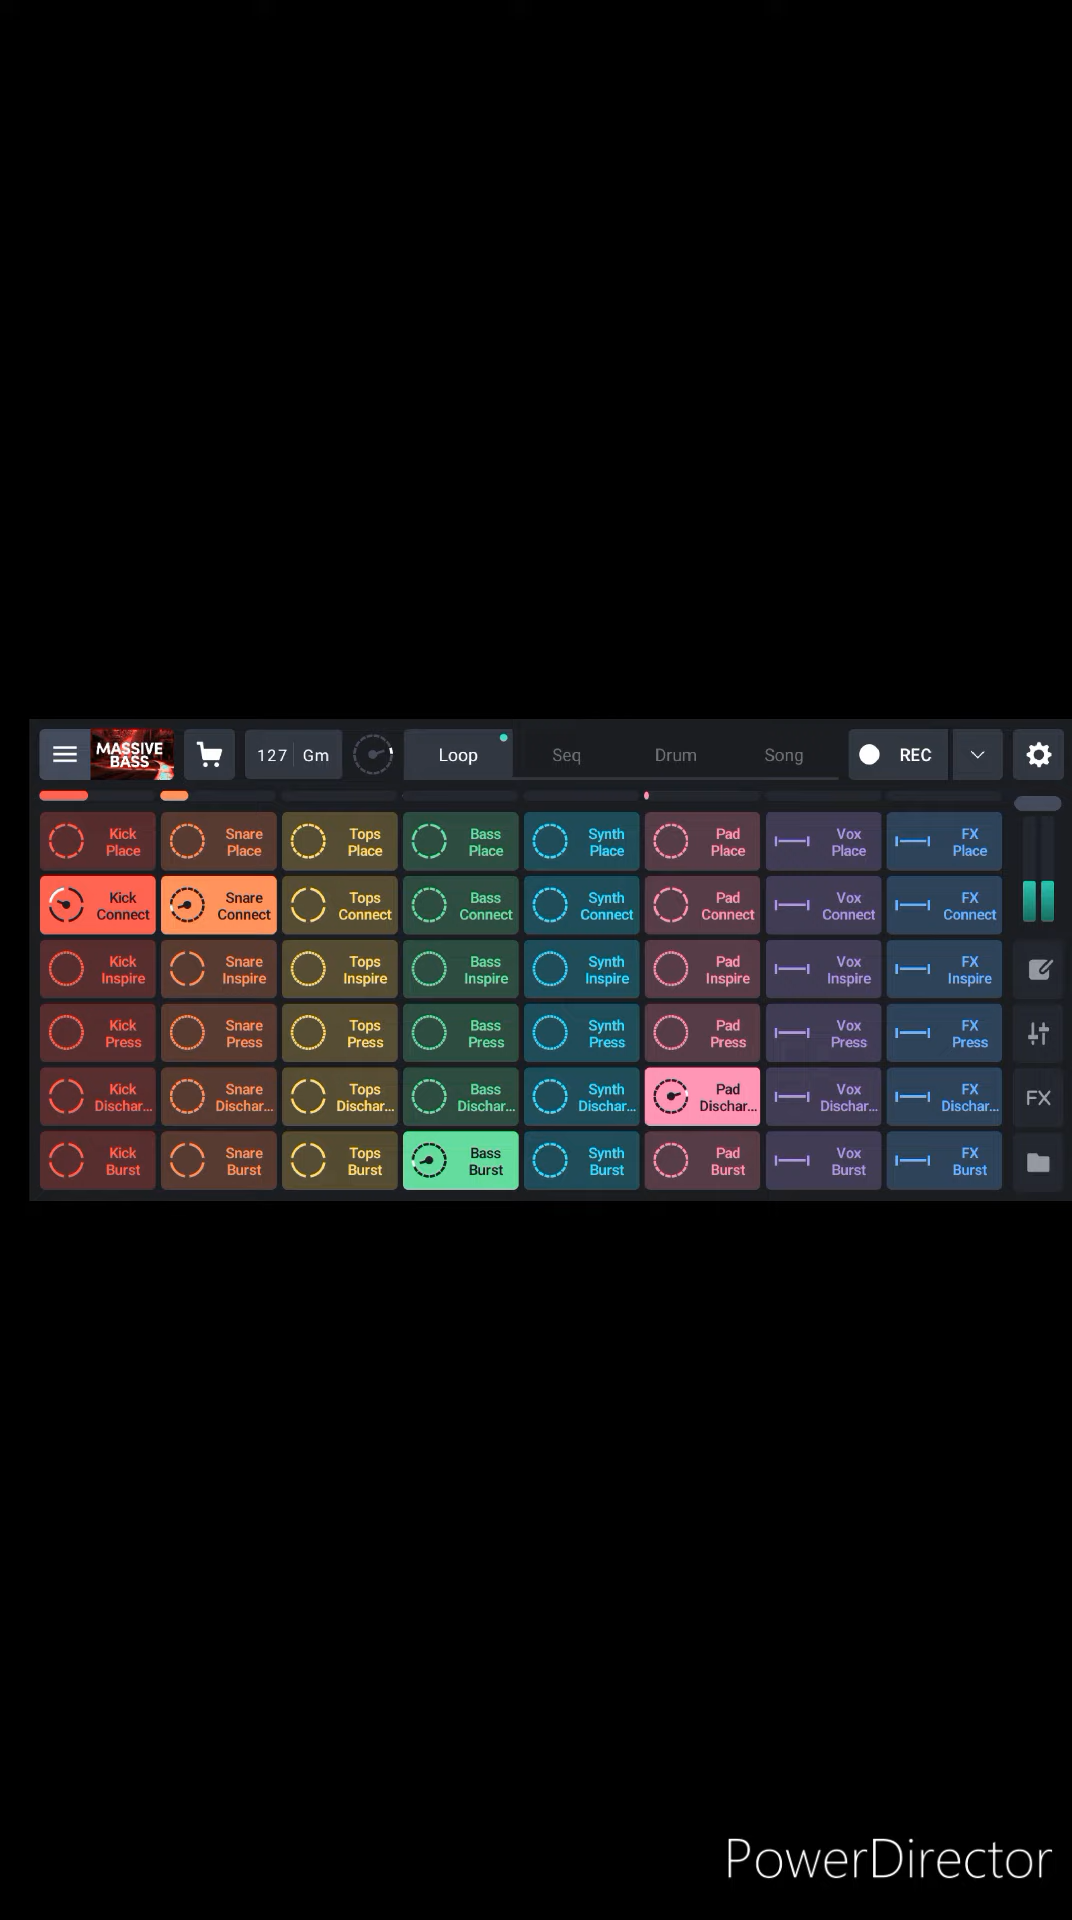 MASSIVE
BASS
127 Gm Loop Seq Drum Song REC
Kick Place Snare Place Tops Place Bass Place Synth Place Pad Place Vox Place FX Place
Kick Connect Snare Connect Tops Connect Bass Connect Synth Connect Pad Connect Vox Connect FX Connect
Kick Inspire Snare Inspire Tops Inspire Bass Inspire Synth Inspire Pad Inspire Vox Inspire FX Inspire
Kick Press Snare Press Tops Press Bass Press Synth Press Pad Press Vox Press FX Press
Kick Dischar... Snare Dischar... Tops Dischar... Bass Dischar... Synth Dischar... Pad Dischar... Vox Dischar... FX Dischar... FX
Kick Burst Snare Burst Tops Burst Bass Burst Synth Burst Pad Burst Vox Burst FX Burst
PowerDirector